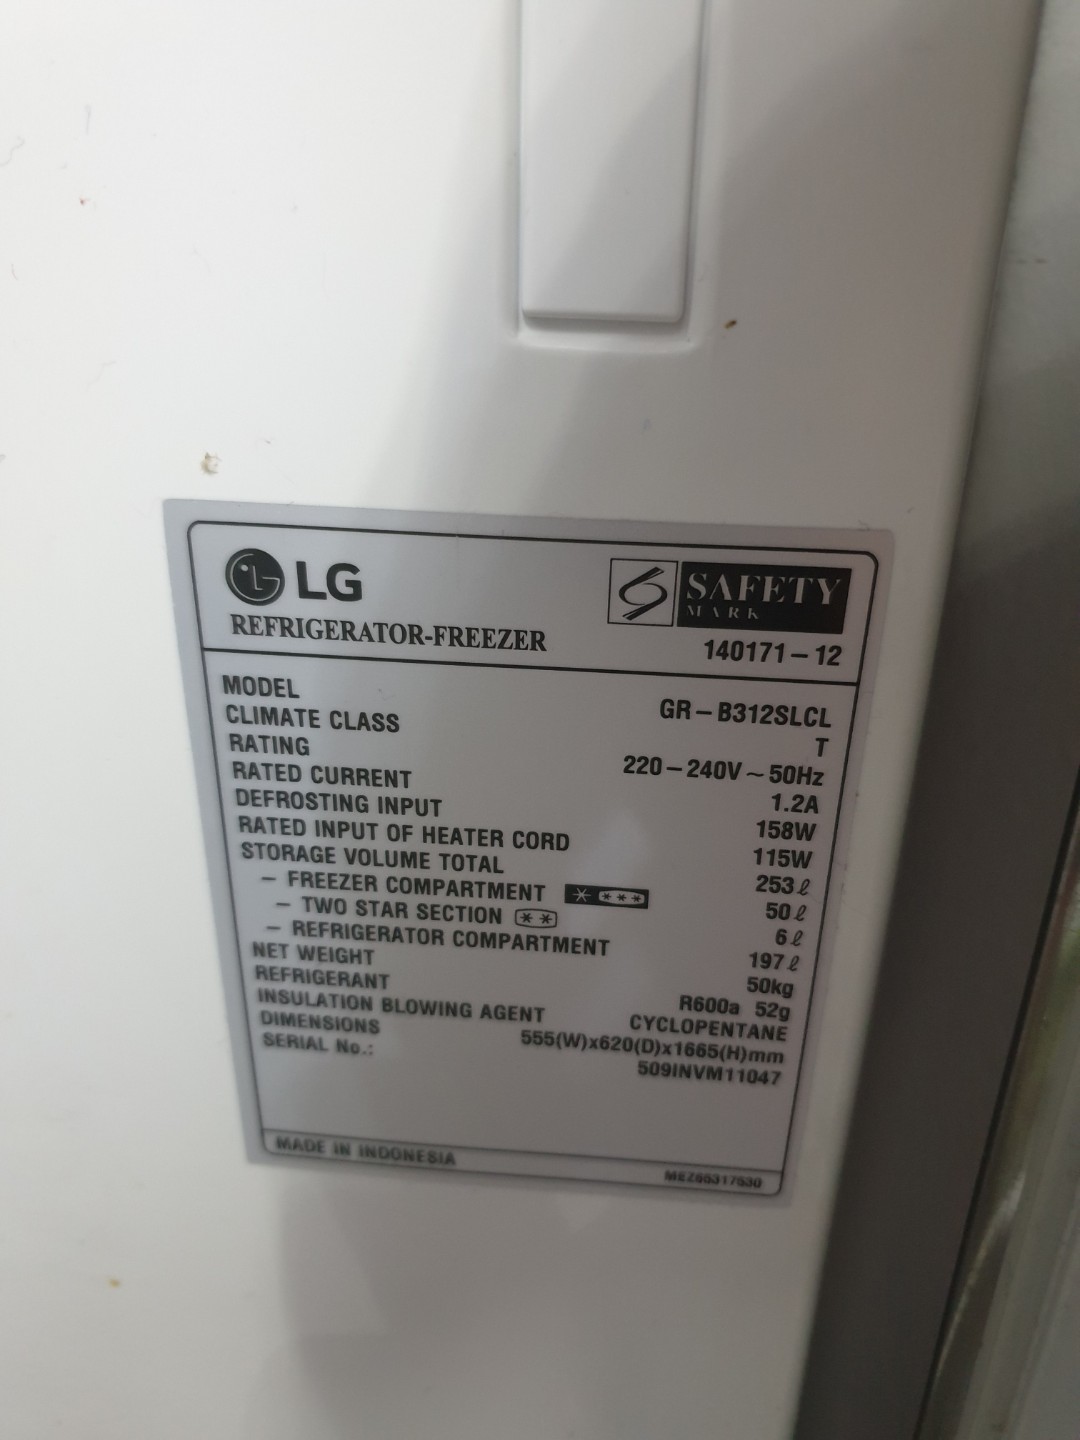 LG
SAFETY
MARK
REFRIGERATOR-FREEZER
140171-12
MODEL GR-B312SLCL
CLIMATE CLASS T
RATING 220-240V~50Hz
RATED CURRENT 1.2A
DEFROSTING INPUT 158W
RATED INPUT OF HEATER CORD 115W
STORAGE VOLUME TOTAL 253ℓ
- FREEZER COMPARTMENT * *** 50ℓ
- TWO STAR SECTION ** 6ℓ
- REFRIGERATOR COMPARTMENT 197ℓ
NET WEIGHT 50kg
REFRIGERANT R600a 52g
INSULATION BLOWING AGENT CYCLOPENTANE
DIMENSIONS 555(W)x620(D)x1665(H)mm
SERIAL No.: 509INVM11047
MADE IN INDONESIA
MEZ65317630